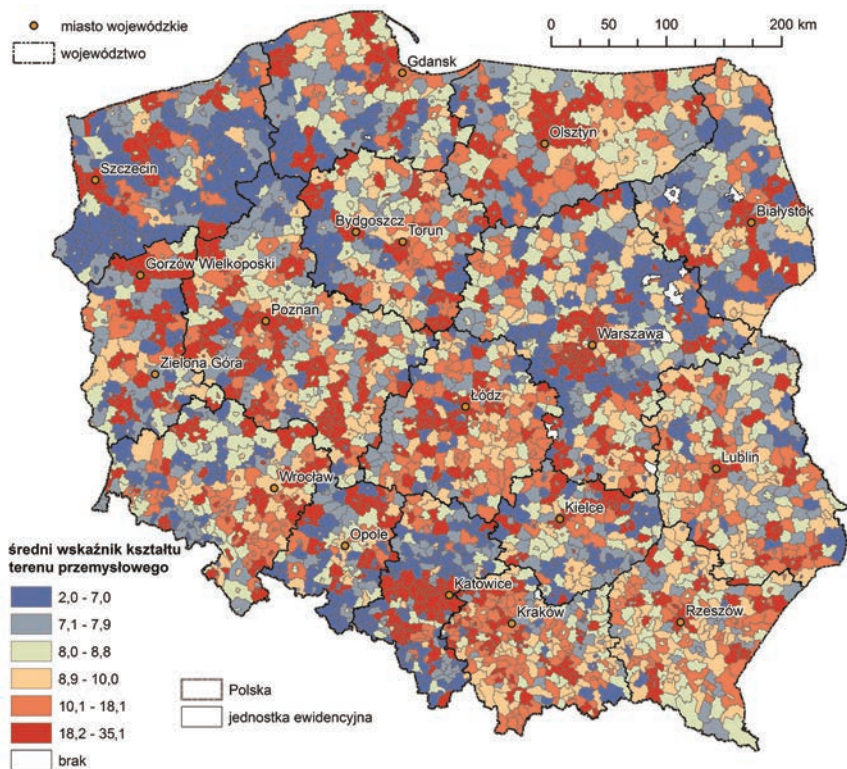 miasto wojewódzkie
województwo
0 50 100 200 km
Gdansk
Olsztyn
Szczecin
Białystok
Bydgoszcz
Torun
Gorzów Wielkoposki
Poznan
Warszawa
Zielona Góra
Łódz
Lublin
Wrocław
Kielce
Opole
średni wskaźnik kształtu
terenu przemysłowego
2,0 - 7,0
7,1 - 7,9
8,0 - 8,8
8,9 - 10,0
10,1 - 18,1
18,2 - 35,1
brak
Katowice
Kraków
Rzeszów
Polska
jednostka ewidencyjna